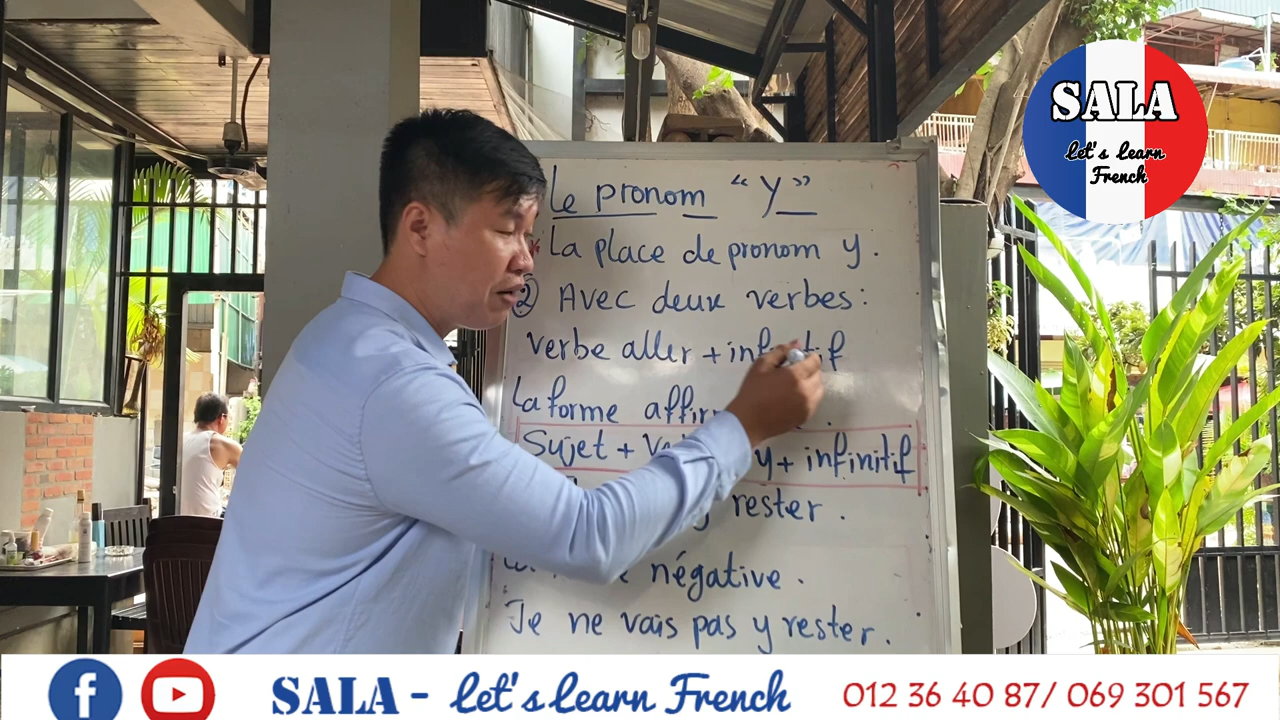 Le pronom "Y"
La place de pronom y.
② Avec deux verbes:
verbe aller +
La forme
Sujet + y + infinitif
y rester.
négative.
Je ne vais pas y rester.
SALA
Let's Learn
French
SALA - Let's Learn French
012 36 40 87/ 069 301 567